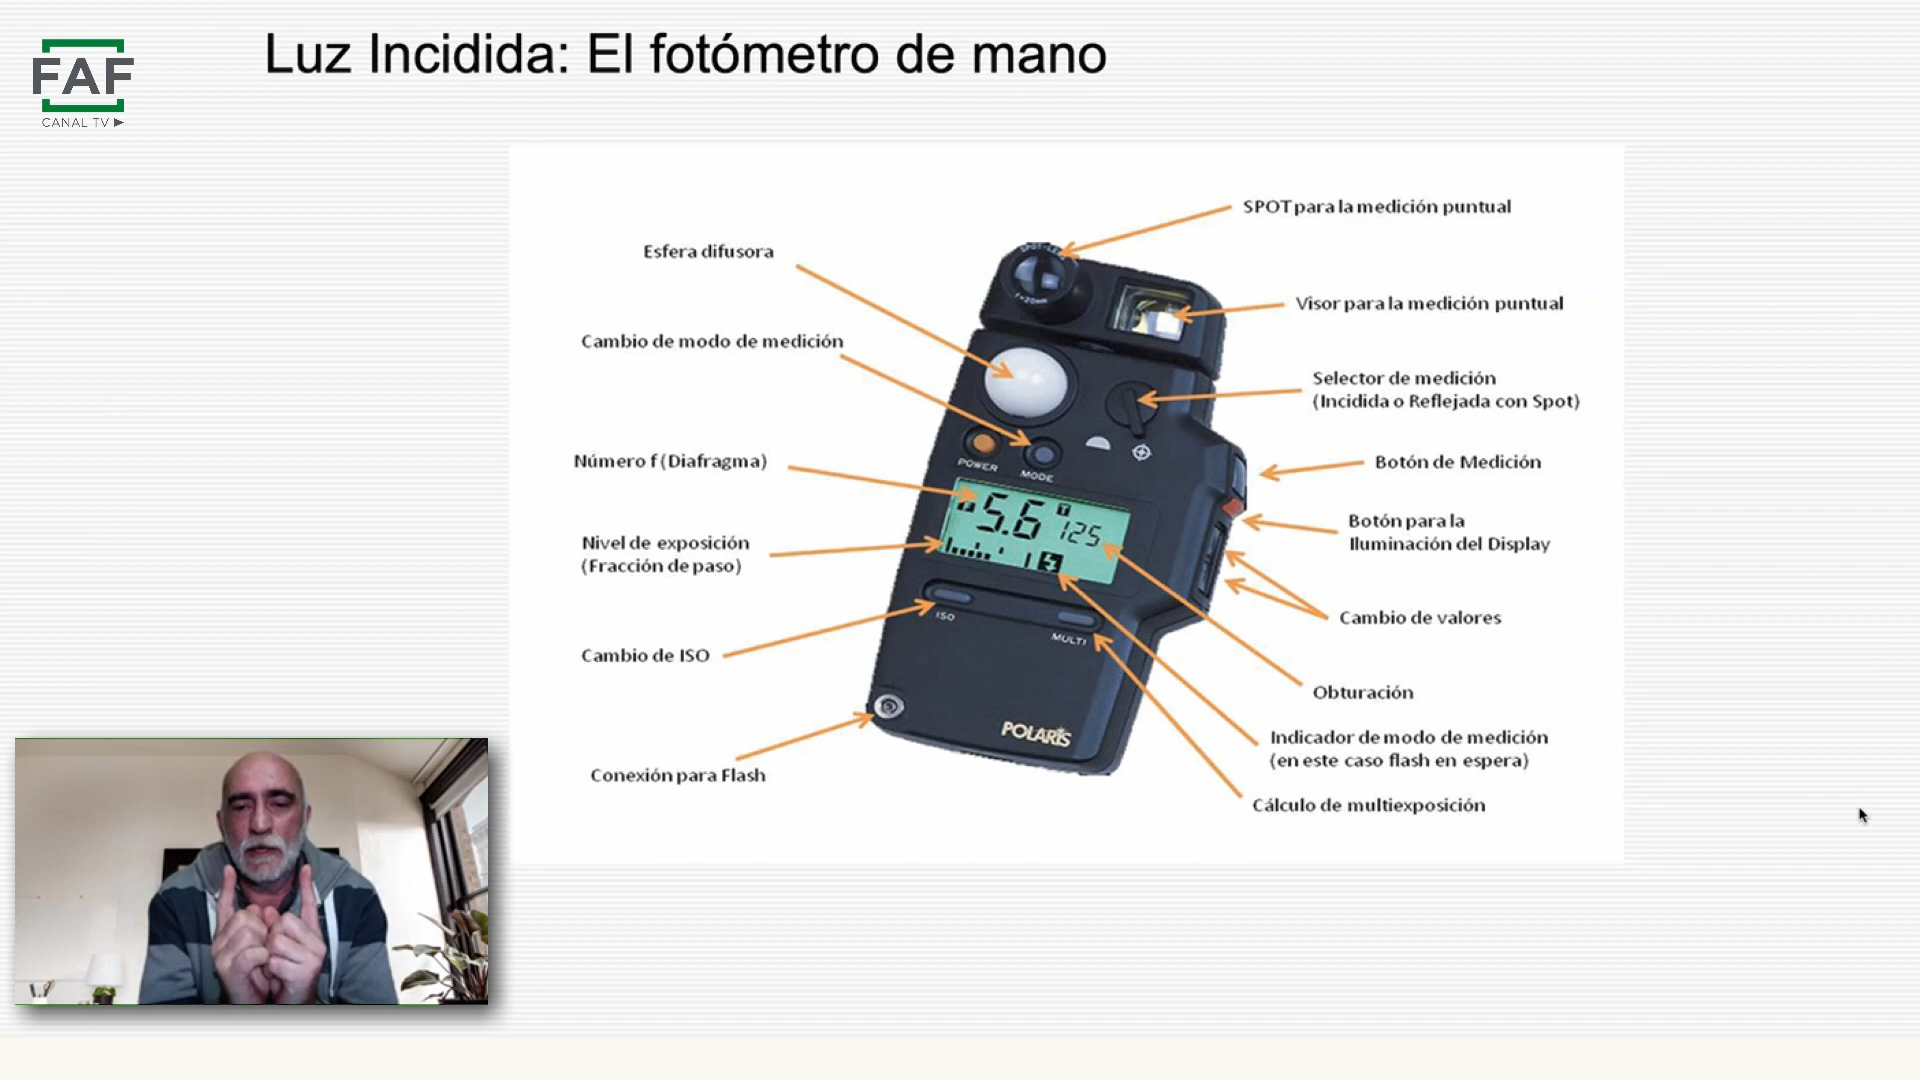 Luz Incidida: El fotómetro de mano
FAF
CANAL TV
SPOT para la medición puntual
Esfera difusora
Visor para la medición puntual
Cambio de modo de medición
Selector de medición
(Incidida o Reflejada con Spot)
Número f (Diafragma)
Botón de Medición
Botón para la
Iluminación del Display
Nivel de exposición
(Fracción de paso)
Cambio de valores
Cambio de ISO
Obturación
Indicador de modo de medición
(en este caso flash en espera)
Conexión para Flash
Cálculo de multiexposición
f=20mm
POWER
MODE
F 5.6 T 125
1
ISO
MULTI
POLARIS